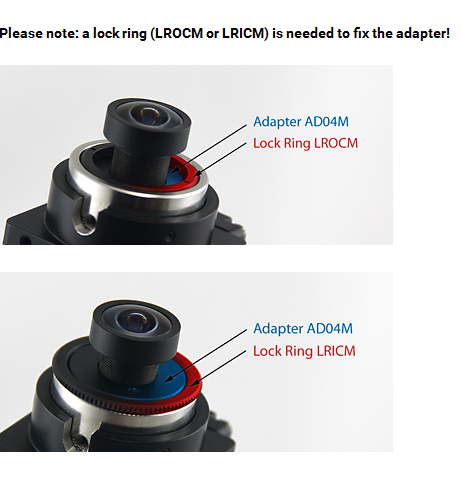 Please note: a lock ring (LROCM or LRICM) is needed to fix the adapter!
Adapter AD04M
Lock Ring LROCM
Adapter AD04M
Lock Ring LRICM